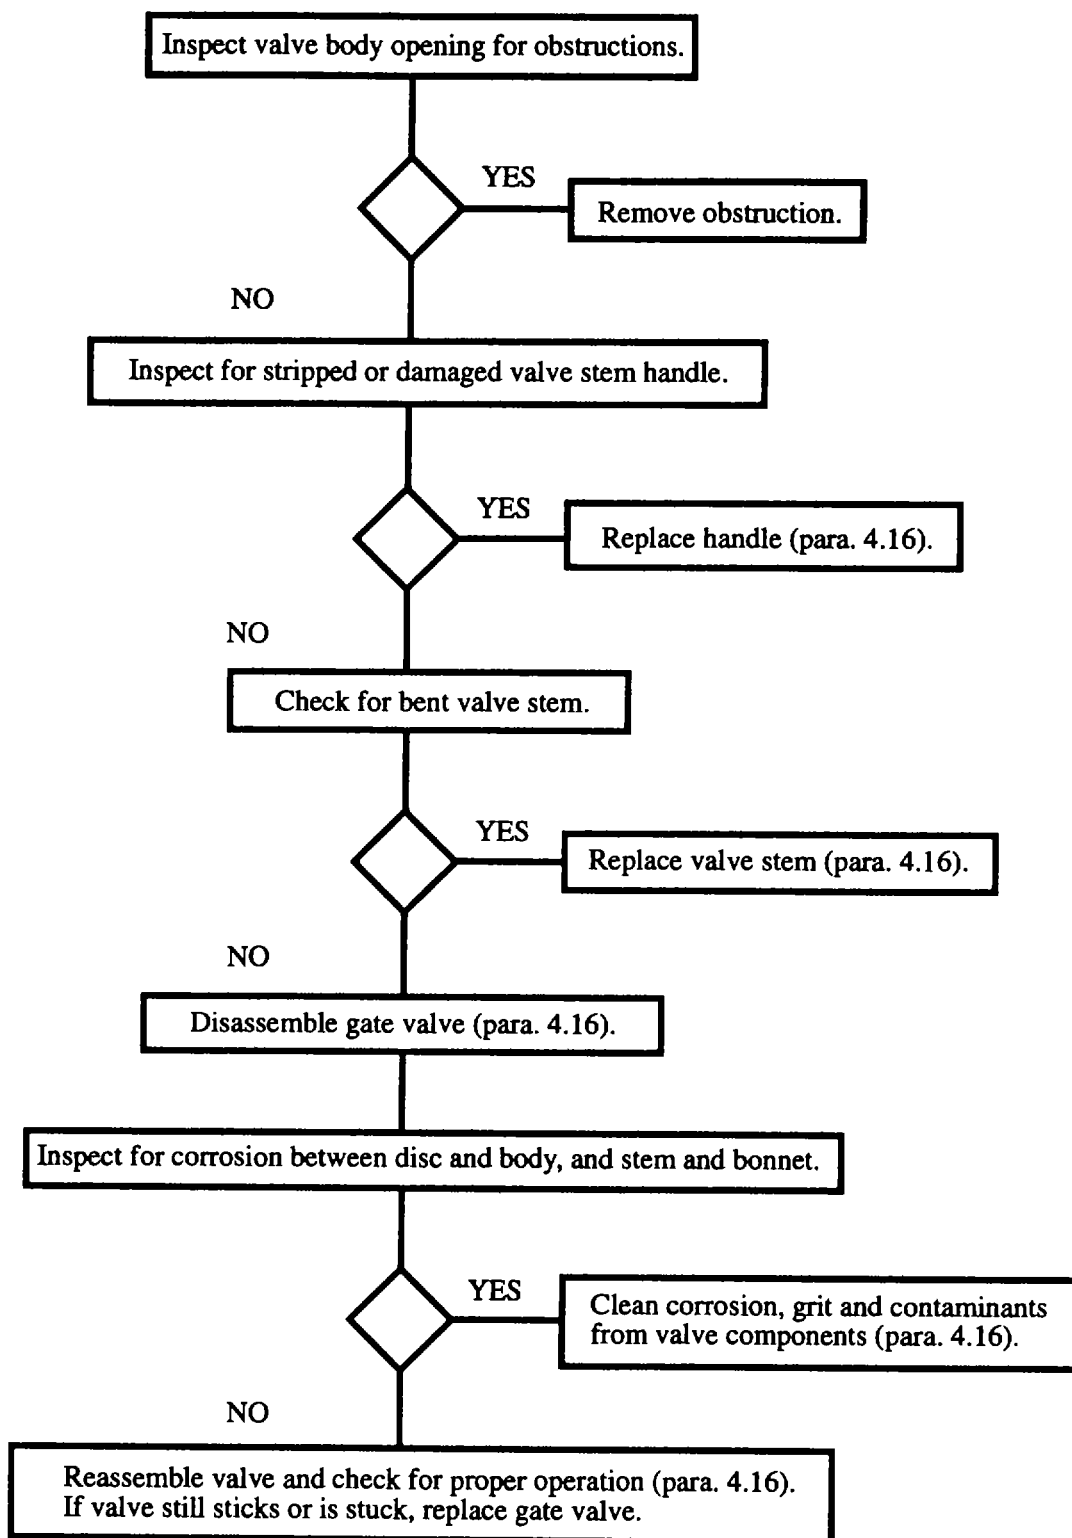 Inspect valve body opening for obstructions.
YES
Remove obstruction.
NO
Inspect for stripped or damaged valve stem handle.
YES
Replace handle (para. 4.16).
NO
Check for bent valve stem.
YES
Replace valve stem (para. 4.16).
NO
Disassemble gate valve (para. 4.16).
Inspect for corrosion between disc and body, and stem and bonnet.
YES
Clean corrosion, grit and contaminants
from valve components (para. 4.16).
NO
Reassemble valve and check for proper operation (para. 4.16).
If valve still sticks or is stuck, replace gate valve.